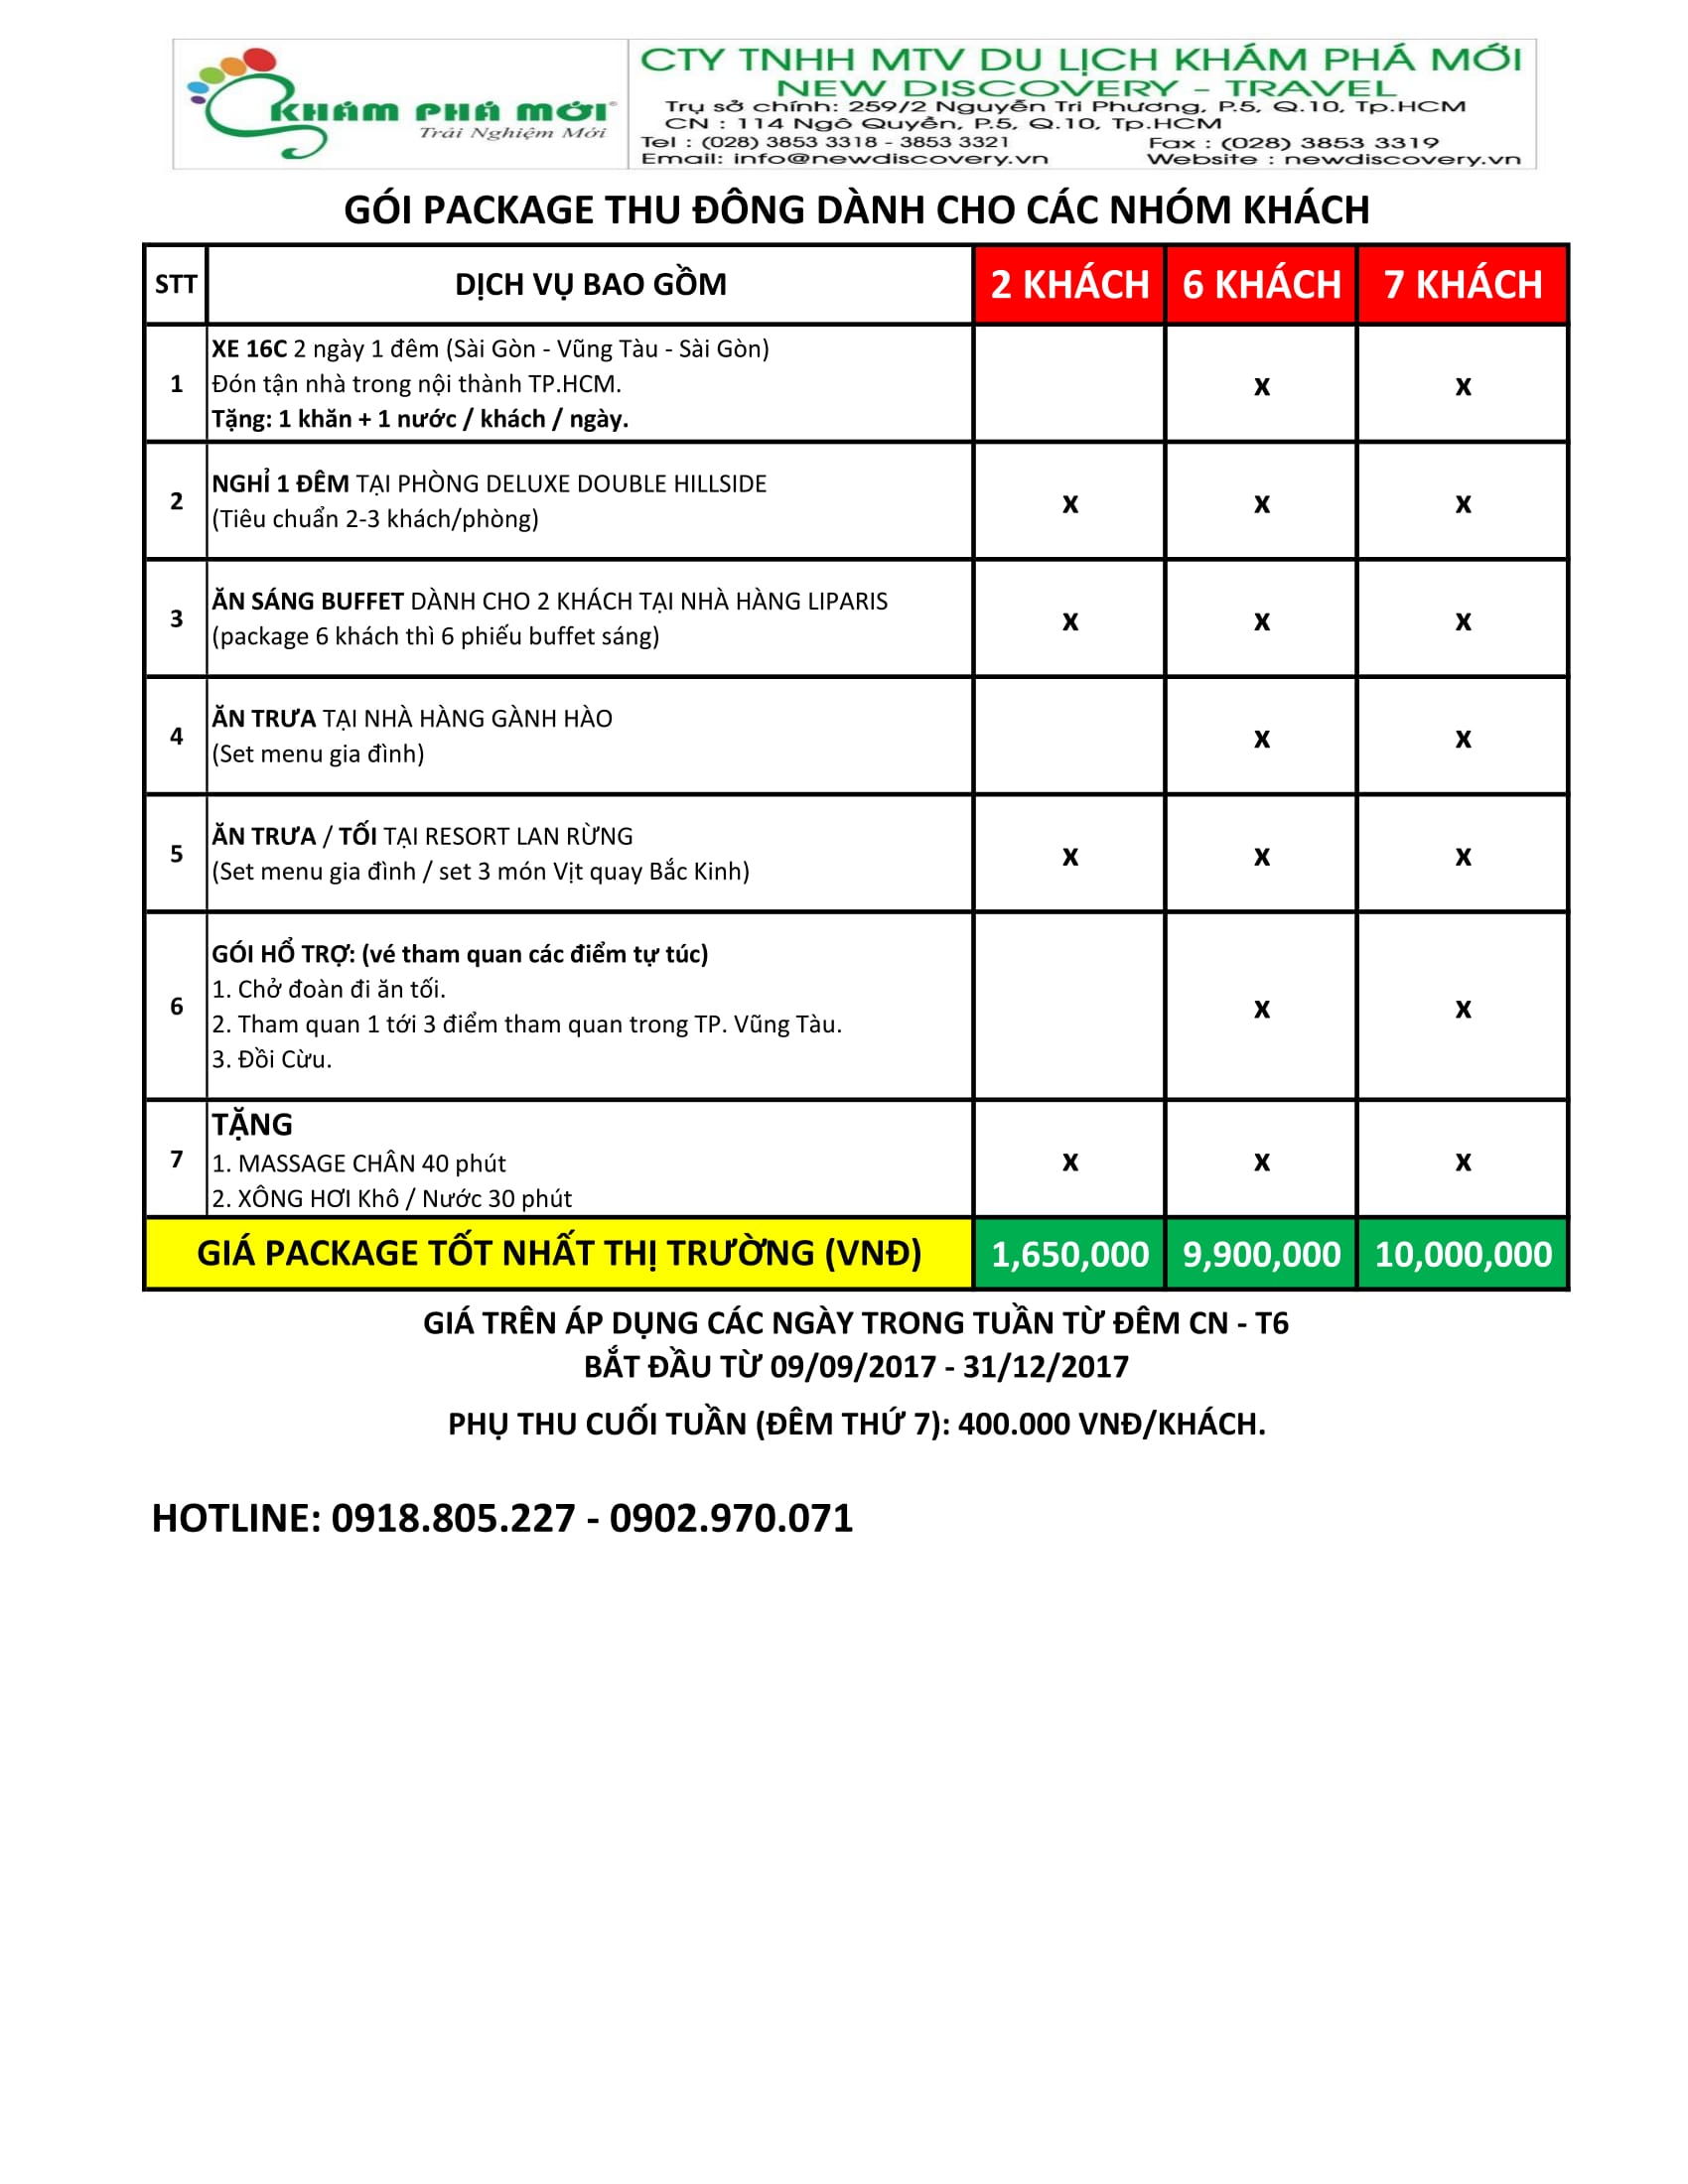 KHÁM PHÁ MỚI®
Trải Nghiệm Mới
CTY TNHH MTV DU LỊCH KHÁM PHÁ MỚI
NEW DISCOVERY - TRAVEL
Trụ sở chính: 259/2 Nguyễn Tri Phương, P.5, Q.10, Tp.HCM
CN : 114 Ngô Quyền, P.5, Q.10, Tp.HCM
Tel : (028) 3853 3318 - 3853 3321 Fax : (028) 3853 3319
Email: info@newdiscovery.vn Website : newdiscovery.vn
GÓI PACKAGE THU ĐÔNG DÀNH CHO CÁC NHÓM KHÁCH
STT DỊCH VỤ BAO GỒM 2 KHÁCH 6 KHÁCH 7 KHÁCH
XE 16C 2 ngày 1 đêm (Sài Gòn - Vũng Tàu - Sài Gòn)
1 Đón tận nhà trong nội thành TP.HCM. x x
Tặng: 1 khăn + 1 nước / khách / ngày.
NGHỈ 1 ĐÊM TẠI PHÒNG DELUXE DOUBLE HILLSIDE
2 x x x
(Tiêu chuẩn 2-3 khách/phòng)
ĂN SÁNG BUFFET DÀNH CHO 2 KHÁCH TẠI NHÀ HÀNG LIPARIS
3 x x x
(package 6 khách thì 6 phiếu buffet sáng)
ĂN TRƯA TẠI NHÀ HÀNG GÀNH HÀO
4 x x
(Set menu gia đình)
ĂN TRƯA / TỐI TẠI RESORT LAN RỪNG
5 x x x
(Set menu gia đình / set 3 món Vịt quay Bắc Kinh)
GÓI HỔ TRỢ: (vé tham quan các điểm tự túc)
1. Chở đoàn đi ăn tối.
6 x x
2. Tham quan 1 tới 3 điểm tham quan trong TP. Vũng Tàu.
3. Đồi Cừu.
TẶNG
7 1. MASSAGE CHÂN 40 phút x x x
2. XÔNG HƠI Khô / Nước 30 phút
GIÁ PACKAGE TỐT NHẤT THỊ TRƯỜNG (VNĐ) 1,650,000 9,900,000 10,000,000
GIÁ TRÊN ÁP DỤNG CÁC NGÀY TRONG TUẦN TỪ ĐÊM CN - T6
BẮT ĐẦU TỪ 09/09/2017 - 31/12/2017
PHỤ THU CUỐI TUẦN (ĐÊM THỨ 7): 400.000 VNĐ/KHÁCH.
HOTLINE: 0918.805.227 - 0902.970.071